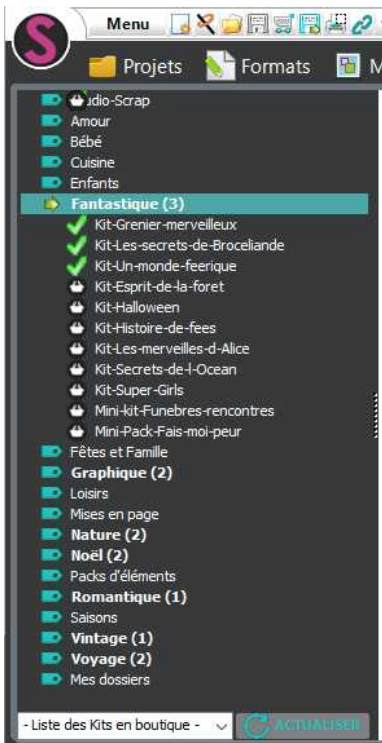 S
Menu
Projets Formats M
dio-Scrap
Amour
Bébé
Cuisine
Enfants
Fantastique (3)
Kit-Grenier-merveilleux
Kit-Les-secrets-de-Broceliande
Kit-Un-monde-feerique
Kit-Esprit-de-la-foret
Kit-Halloween
Kit-Histoire-de-fees
Kit-Les-merveilles-d-Alice
Kit-Secrets-de-l-Ocean
Kit-Super-Girls
Mini-kit-Funebres-rencontres
Mini-Pack-Fais-moi-peur
Fêtes et Famille
Graphique (2)
Loisirs
Mises en page
Nature (2)
Noël (2)
Packs d'éléments
Romantique (1)
Saisons
Vintage (1)
Voyage (2)
Mes dossiers
- Liste des Kits en boutique - ACTUALISER